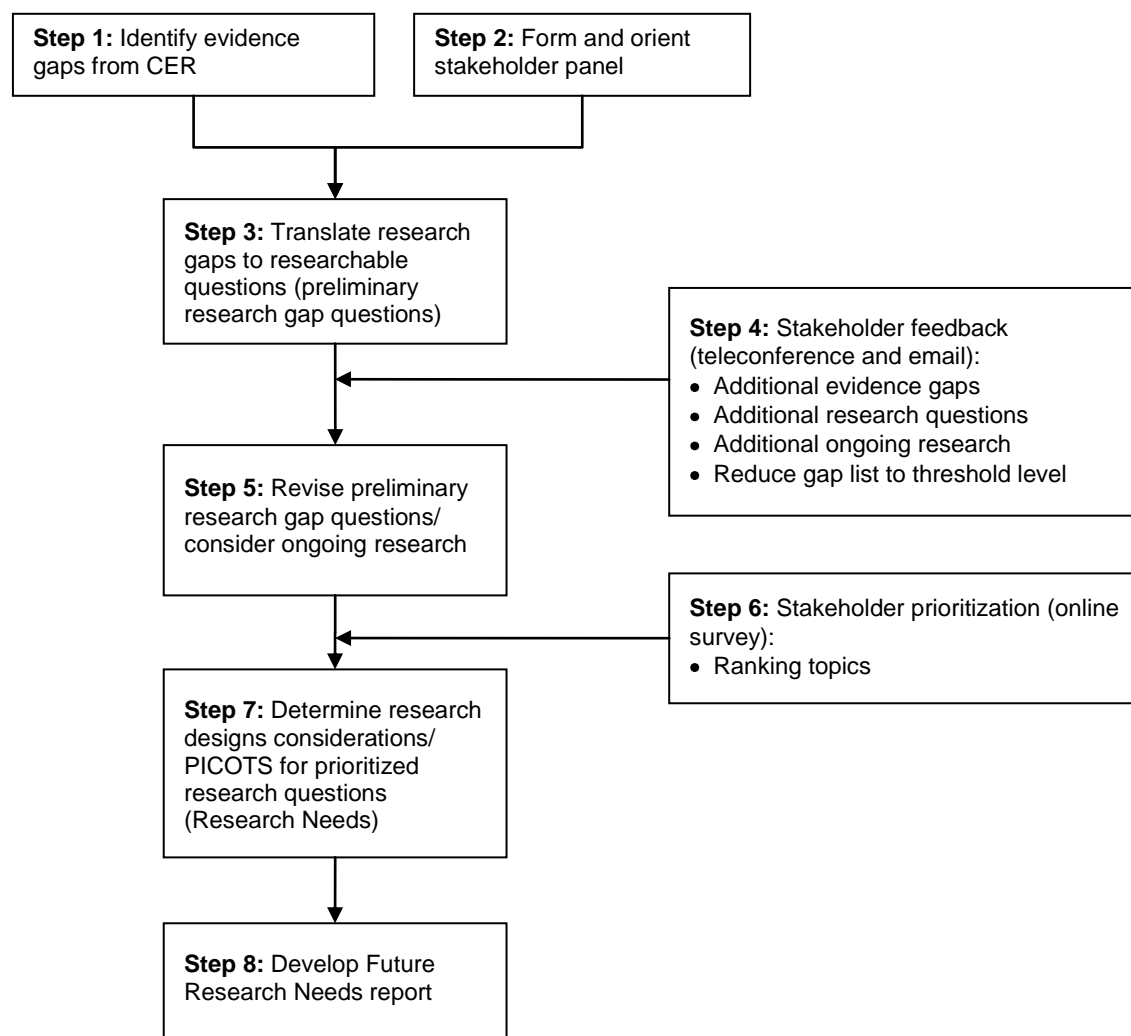 Step 1: Identify evidence
gaps from CER
Step 2: Form and orient
stakeholder panel
Step 3: Translate research
gaps to researchable
questions (preliminary
research gap questions)
Step 4: Stakeholder feedback
(teleconference and email):
• Additional evidence gaps
• Additional research questions
• Additional ongoing research
• Reduce gap list to threshold level
Step 5: Revise preliminary
research gap questions/
consider ongoing research
Step 6: Stakeholder prioritization (online
survey):
• Ranking topics
Step 7: Determine research
designs considerations/
PICOTS for prioritized
research questions
(Research Needs)
Step 8: Develop Future
Research Needs report